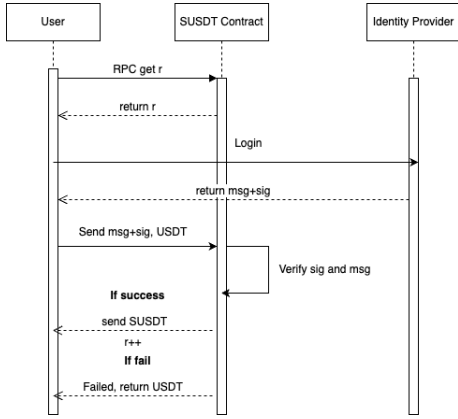 User
SUSDT Contract
Identity Provider
RPC get r
return r
Login
return msg+sig
Send msg+sig, USDT
Verify sig and msg
If success
send SUSDT
r++
If fail
Failed, return USDT